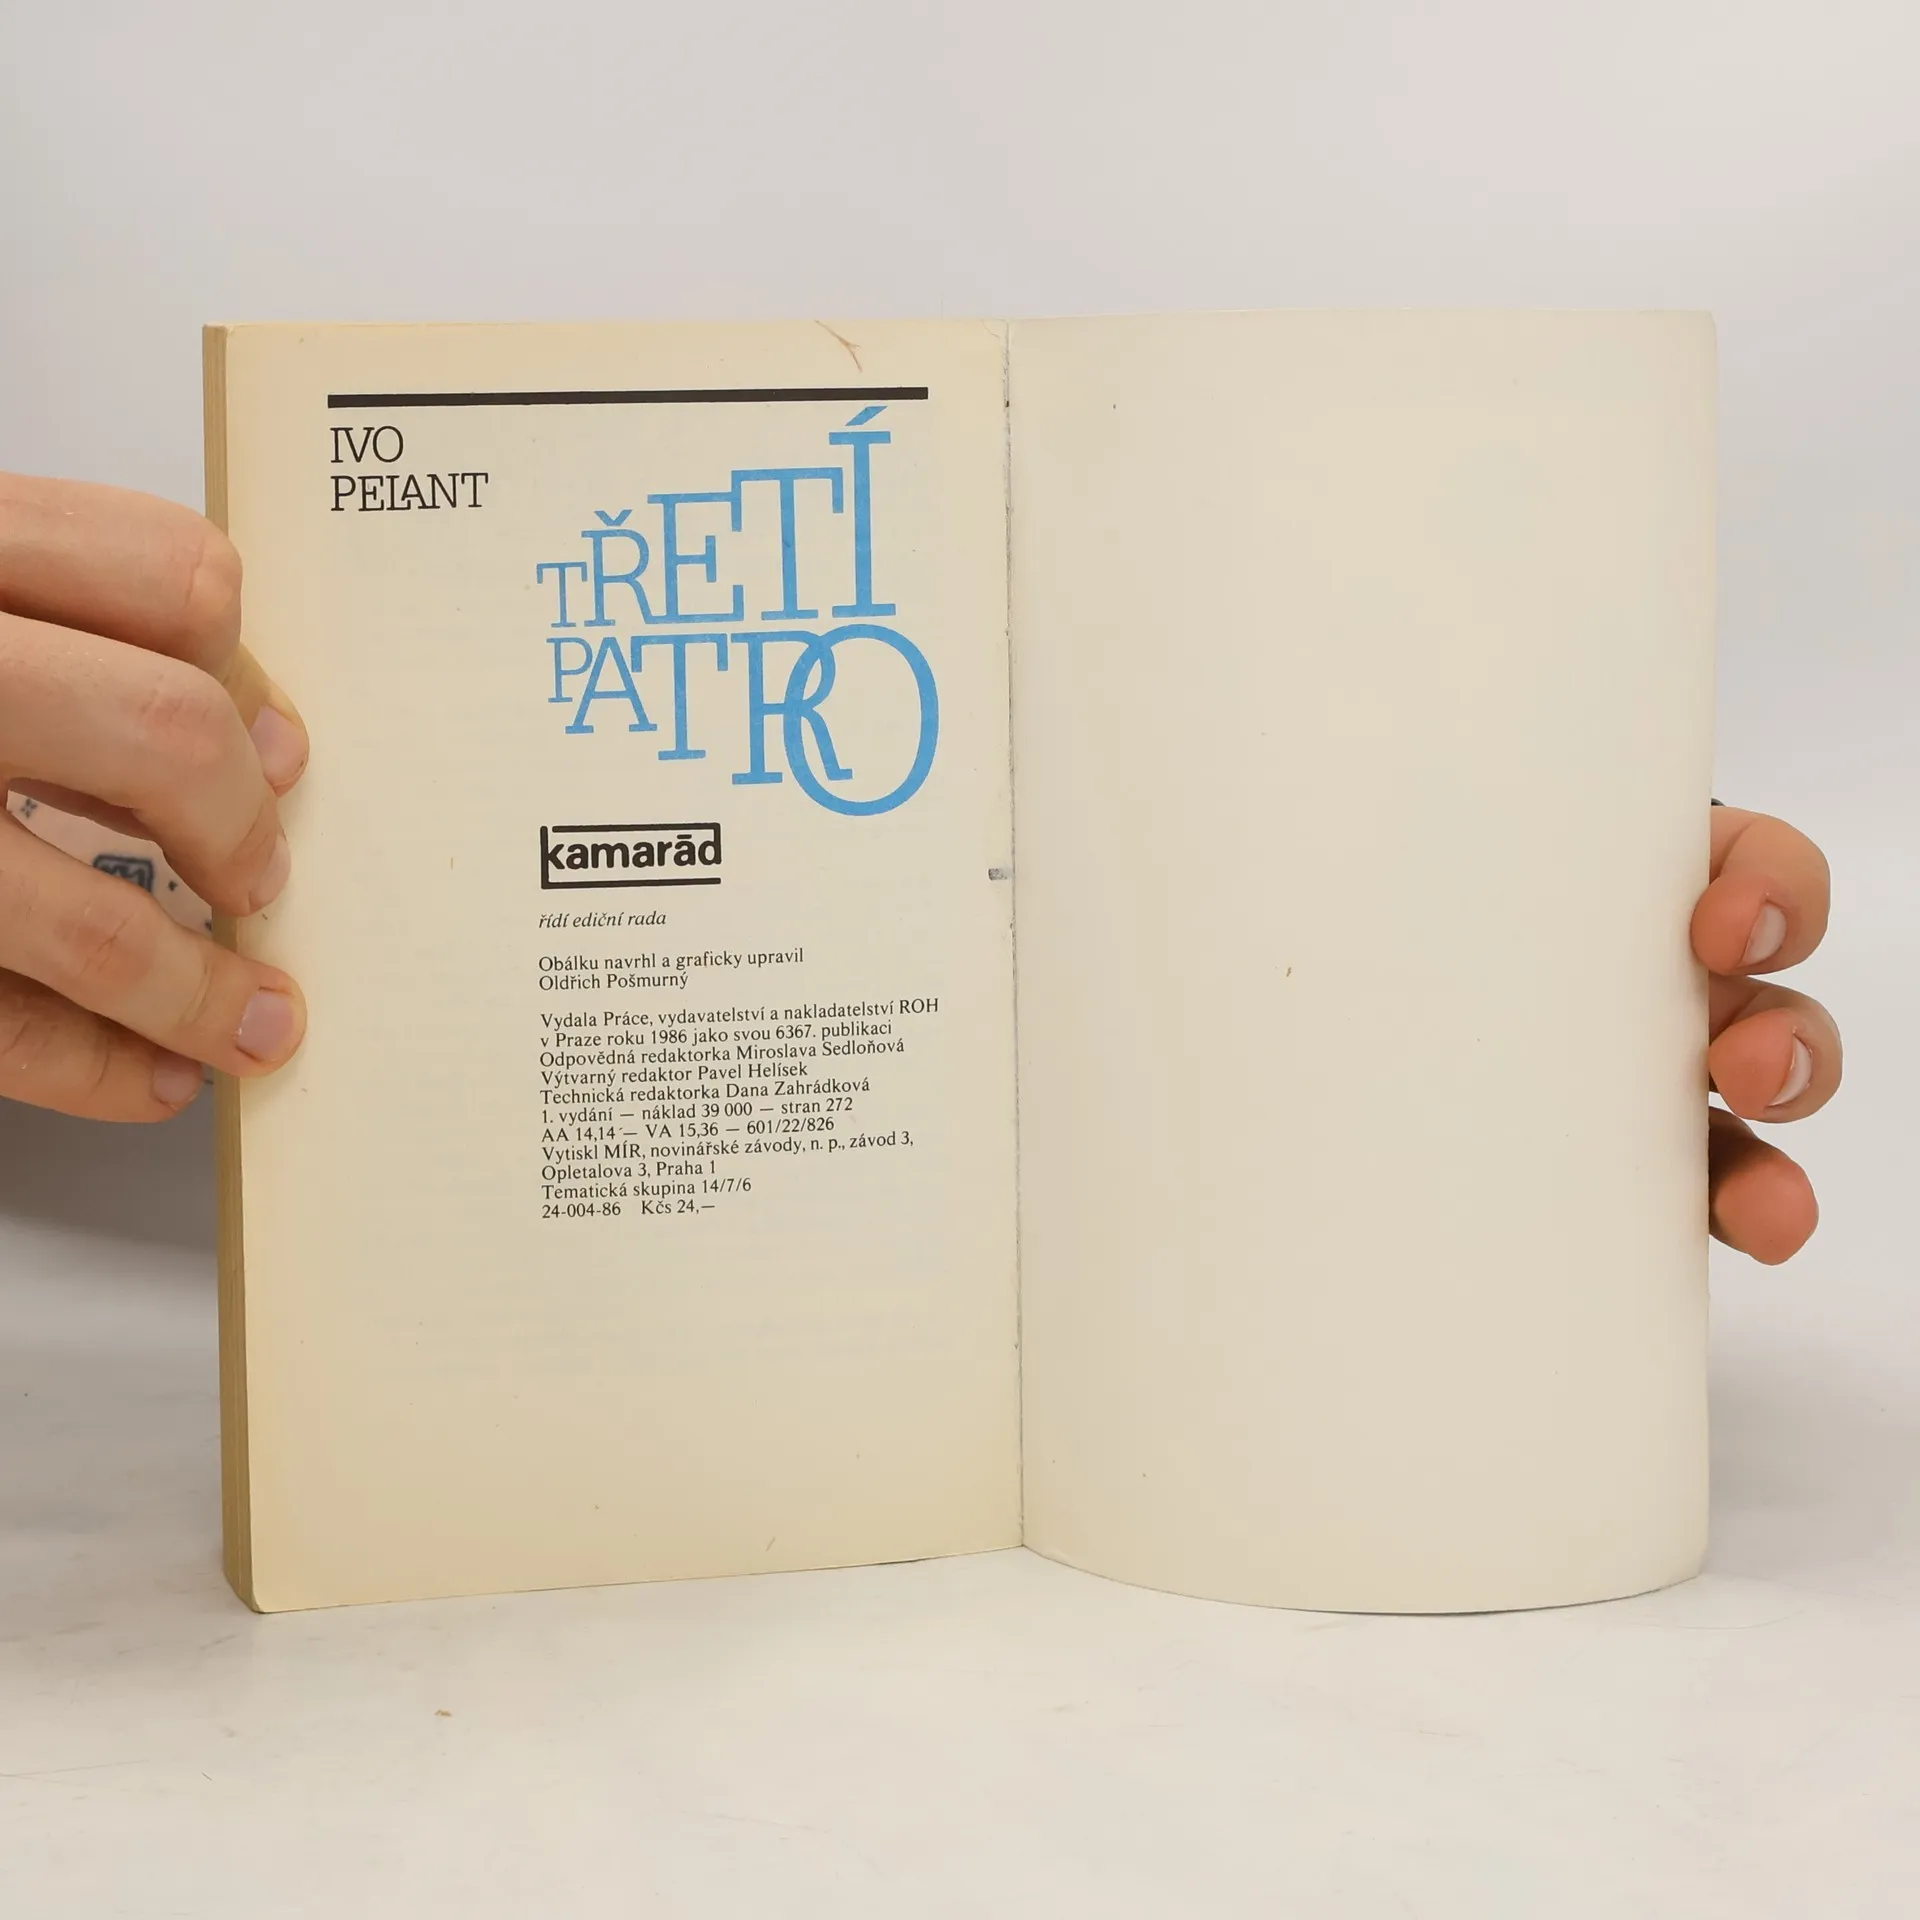 IVO
PELANT
TŘETÍ
PATRO
kamarád
řídí ediční rada
Obálku navrhl a graficky upravil
Oldřich Pošmurný
Vydala Práce, vydavatelství a nakladatelství ROH
v Praze roku 1986 jako svou 6367. publikaci
Odpovědná redaktorka Miroslava Sedloňová
Výtvarný redaktor Pavel Helísek
Technická redaktorka Dana Zahrádková
1. vydání — náklad 39 000 — stran 272
AA 14,14 — VA 15,36 — 601/22/826
Vytiskl MÍR, novinářské závody, n. p., závod 3,
Opletalova 3, Praha 1
Tematická skupina 14/7/6
24-004-86 Kčs 24,—